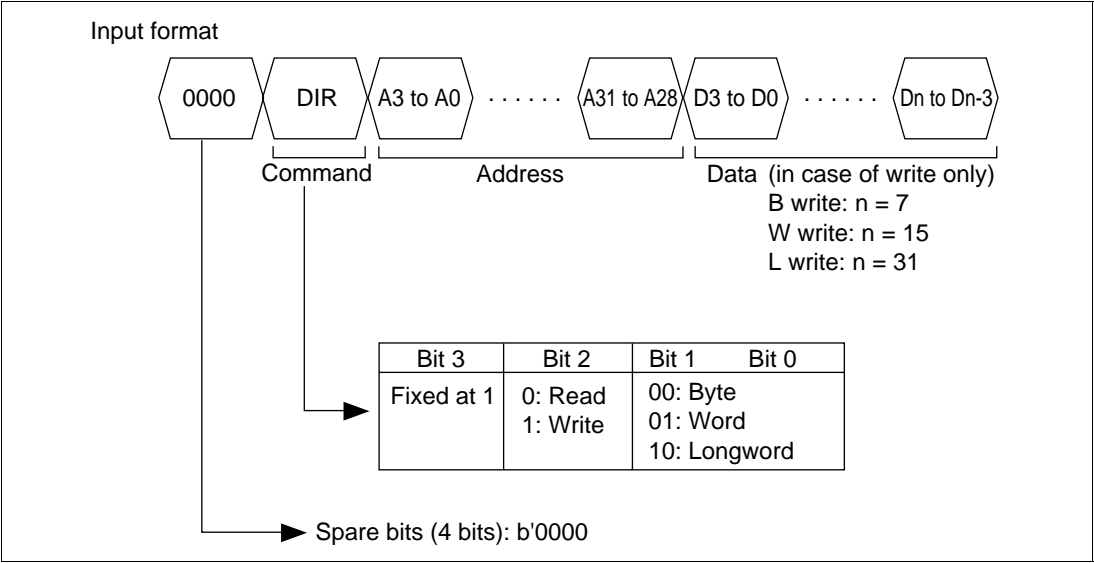 Input format
0000 DIR A3 to A0 ...... A31 to A28 D3 to D0 ...... Dn to Dn-3
Command Address Data (in case of write only)
B write: n = 7
W write: n = 15
L write: n = 31
Bit 3 Bit 2 Bit 1 Bit 0
Fixed at 1 0: Read 00: Byte
1: Write 01: Word
10: Longword
Spare bits (4 bits): b'0000